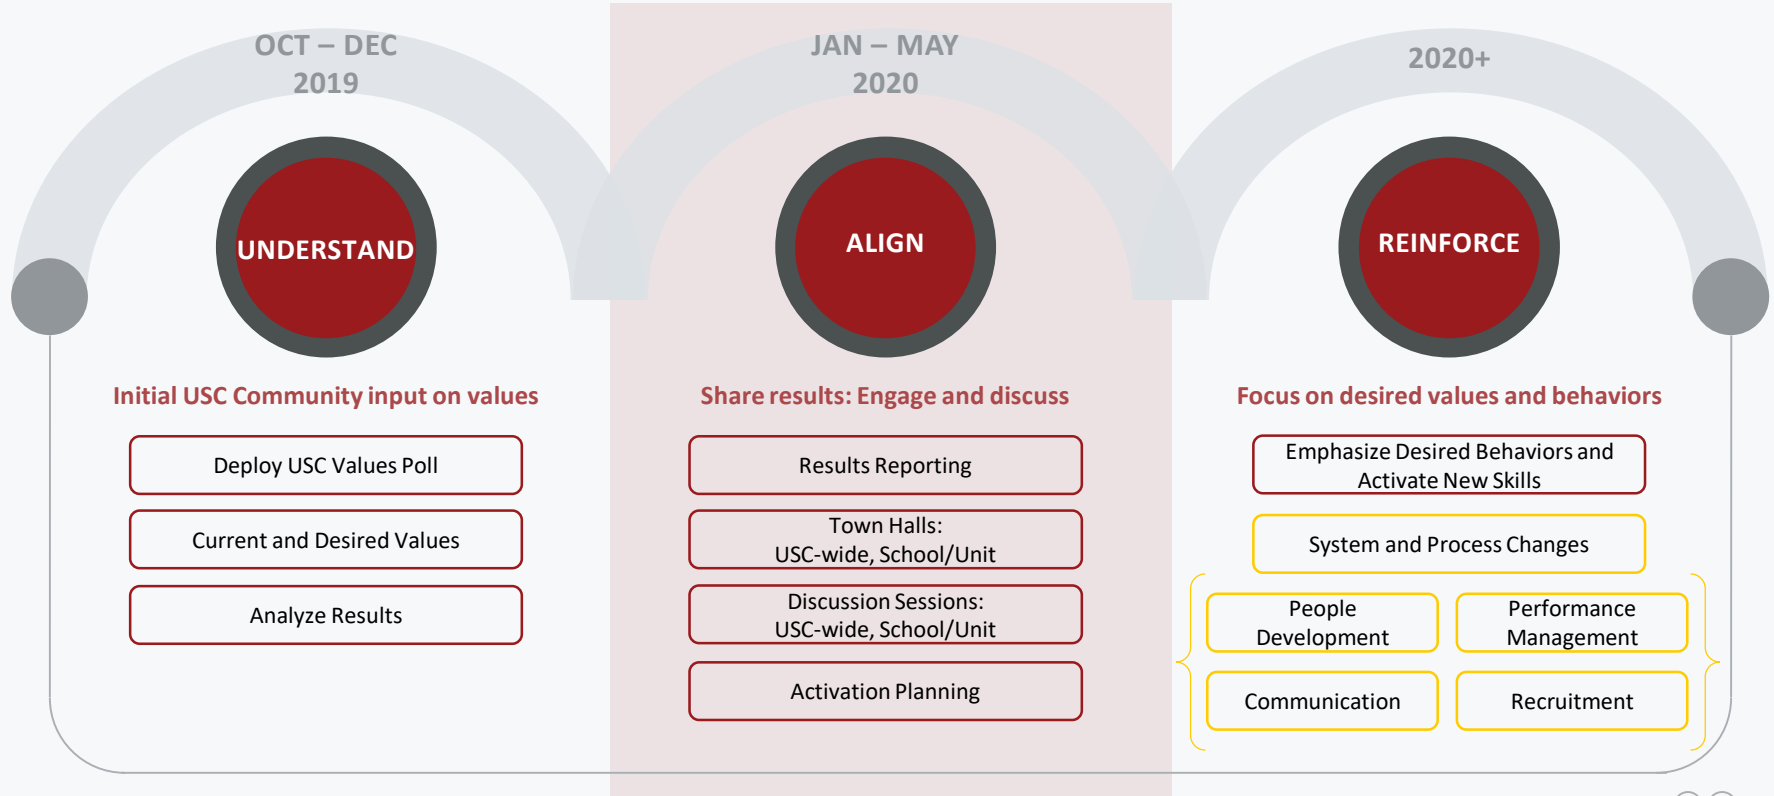 OCT – DEC
2019
UNDERSTAND
Initial USC Community input on values
Deploy USC Values Poll
Current and Desired Values
Analyze Results
JAN – MAY
2020
ALIGN
Share results: Engage and discuss
Results Reporting
Town Halls:
USC-wide, School/Unit
Discussion Sessions:
USC-wide, School/Unit
Activation Planning
2020+
REINFORCE
Focus on desired values and behaviors
Emphasize Desired Behaviors and
Activate New Skills
System and Process Changes
People
Development
Performance
Management
Communication
Recruitment